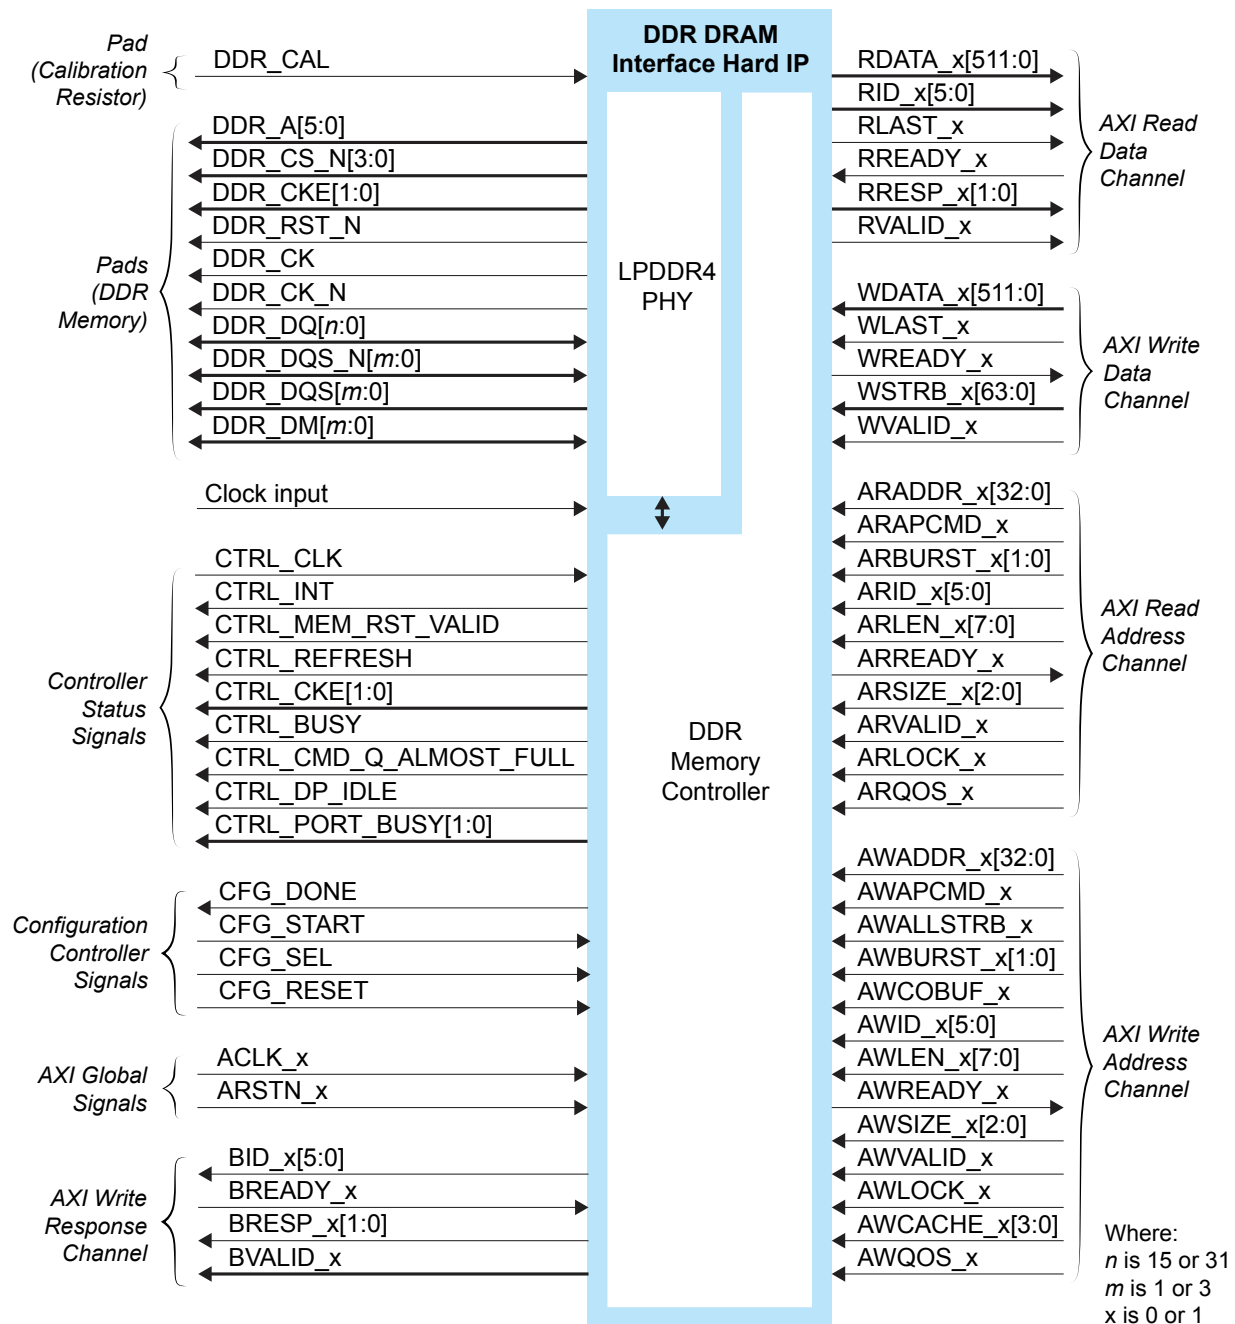 DDR DRAM
Interface Hard IP
Pad
(Calibration
Resistor)
DDR_CAL
Pads
(DDR
Memory)
DDR_A[5:0]
DDR_CS_N[3:0]
DDR_CKE[1:0]
DDR_RST_N
DDR_CK
DDR_CK_N
DDR_DQ[n:0]
DDR_DQS_N[m:0]
DDR_DQS[m:0]
DDR_DM[m:0]
Clock input
Controller
Status
Signals
CTRL_CLK
CTRL_INT
CTRL_MEM_RST_VALID
CTRL_REFRESH
CTRL_CKE[1:0]
CTRL_BUSY
CTRL_CMD_Q_ALMOST_FULL
CTRL_DP_IDLE
CTRL_PORT_BUSY[1:0]
Configuration
Controller
Signals
CFG_DONE
CFG_START
CFG_SEL
CFG_RESET
AXI Global
Signals
ACLK_x
ARSTN_x
AXI Write
Response
Channel
BID_x[5:0]
BREADY_x
BRESP_x[1:0]
BVALID_x
LPDDR4
PHY
DDR
Memory
Controller
RDATA_x[511:0]
RID_x[5:0]
RLAST_x
RREADY_x
RRESP_x[1:0]
RVALID_x
AXI Read
Data
Channel
WDATA_x[511:0]
WLAST_x
WREADY_x
WSTRB_x[63:0]
WVALID_x
AXI Write
Data
Channel
ARADDR_x[32:0]
ARAPCMD_x
ARBURST_x[1:0]
ARID_x[5:0]
ARLEN_x[7:0]
ARREADY_x
ARSIZE_x[2:0]
ARVALID_x
ARLOCK_x
ARQOS_x
AXI Read
Address
Channel
AWADDR_x[32:0]
AWAPCMD_x
AWALLSTRB_x
AWBURST_x[1:0]
AWCOBUF_x
AWID_x[5:0]
AWLEN_x[7:0]
AWREADY_x
AWSIZE_x[2:0]
AWVALID_x
AWLOCK_x
AWCACHE_x[3:0]
AWQOS_x
AXI Write
Address
Channel
Where:
n is 15 or 31
m is 1 or 3
x is 0 or 1